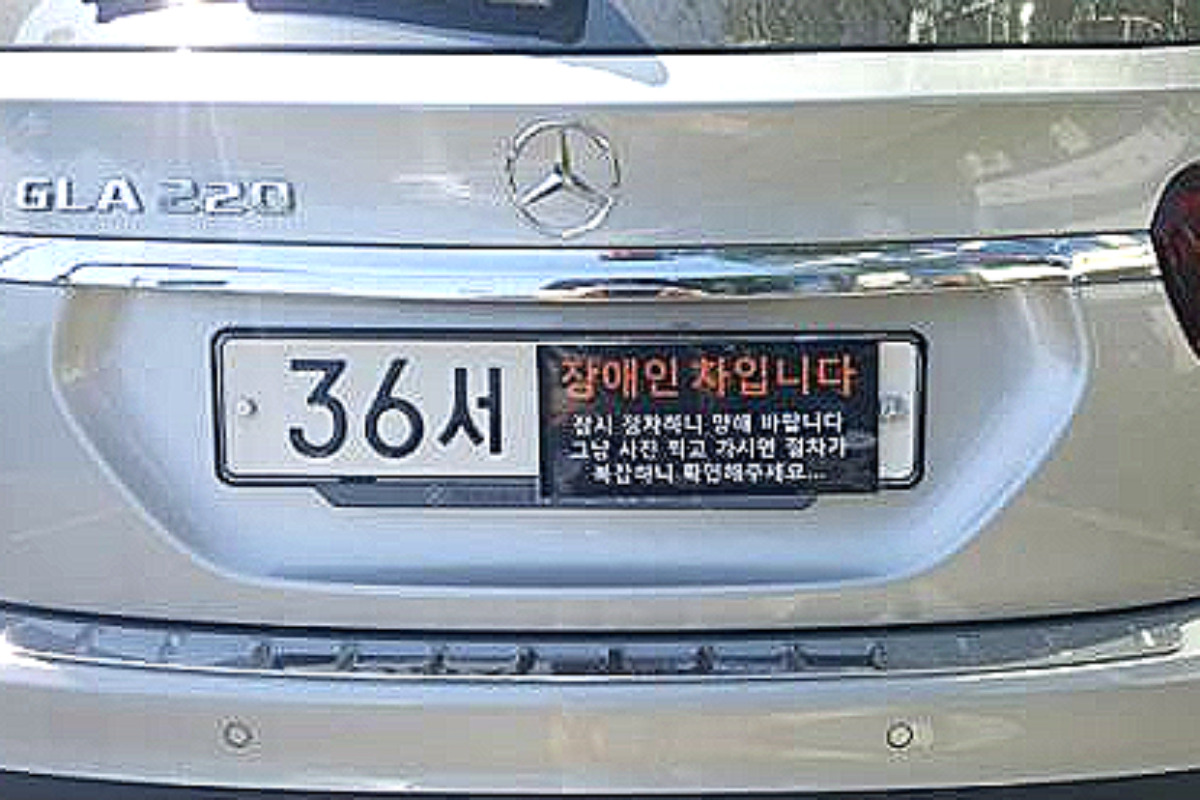 GLA 220
36서
장애인 차입니다
잠시 정차하니 양해 바랍니다
그냥 사진 찍고 가시면 절차가
복잡하니 확인해주세요...